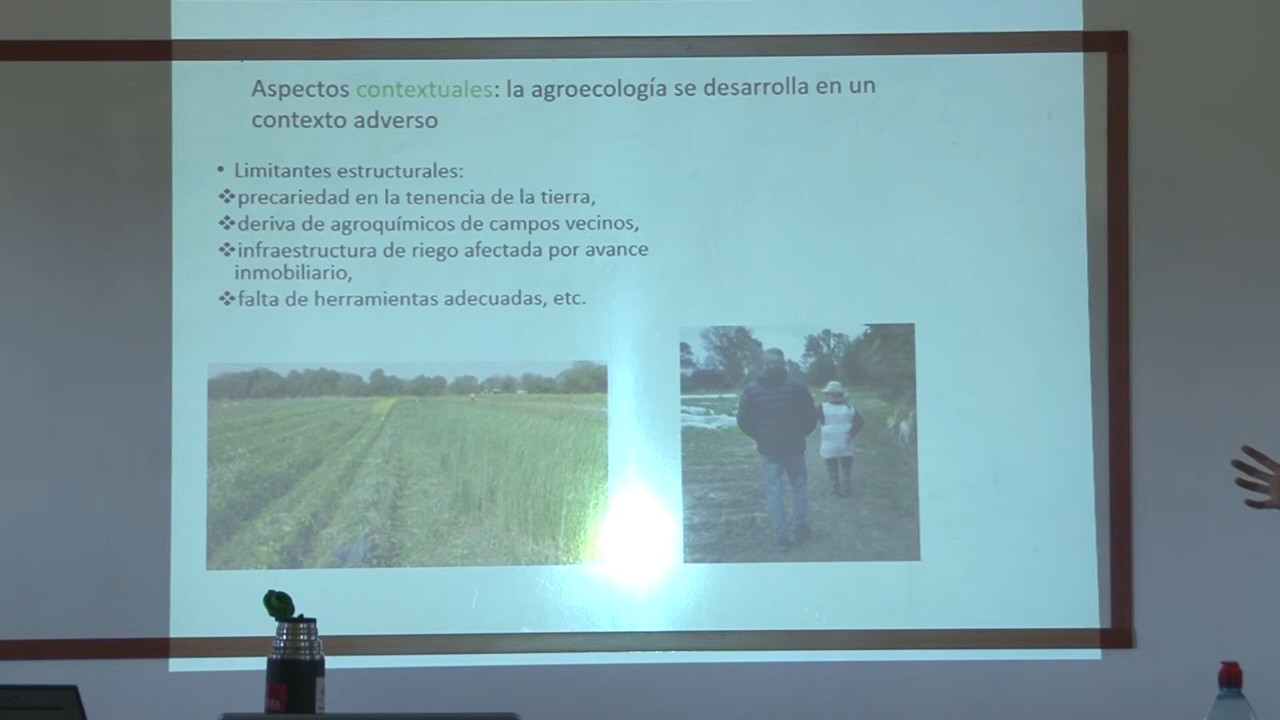 Aspectos contextuales: la agroecología se desarrolla en un
contexto adverso
• Limitantes estructurales:
❖precariedad en la tenencia de la tierra,
❖deriva de agroquímicos de campos vecinos,
❖infraestructura de riego afectada por avance
inmobiliario,
❖falta de herramientas adecuadas, etc.